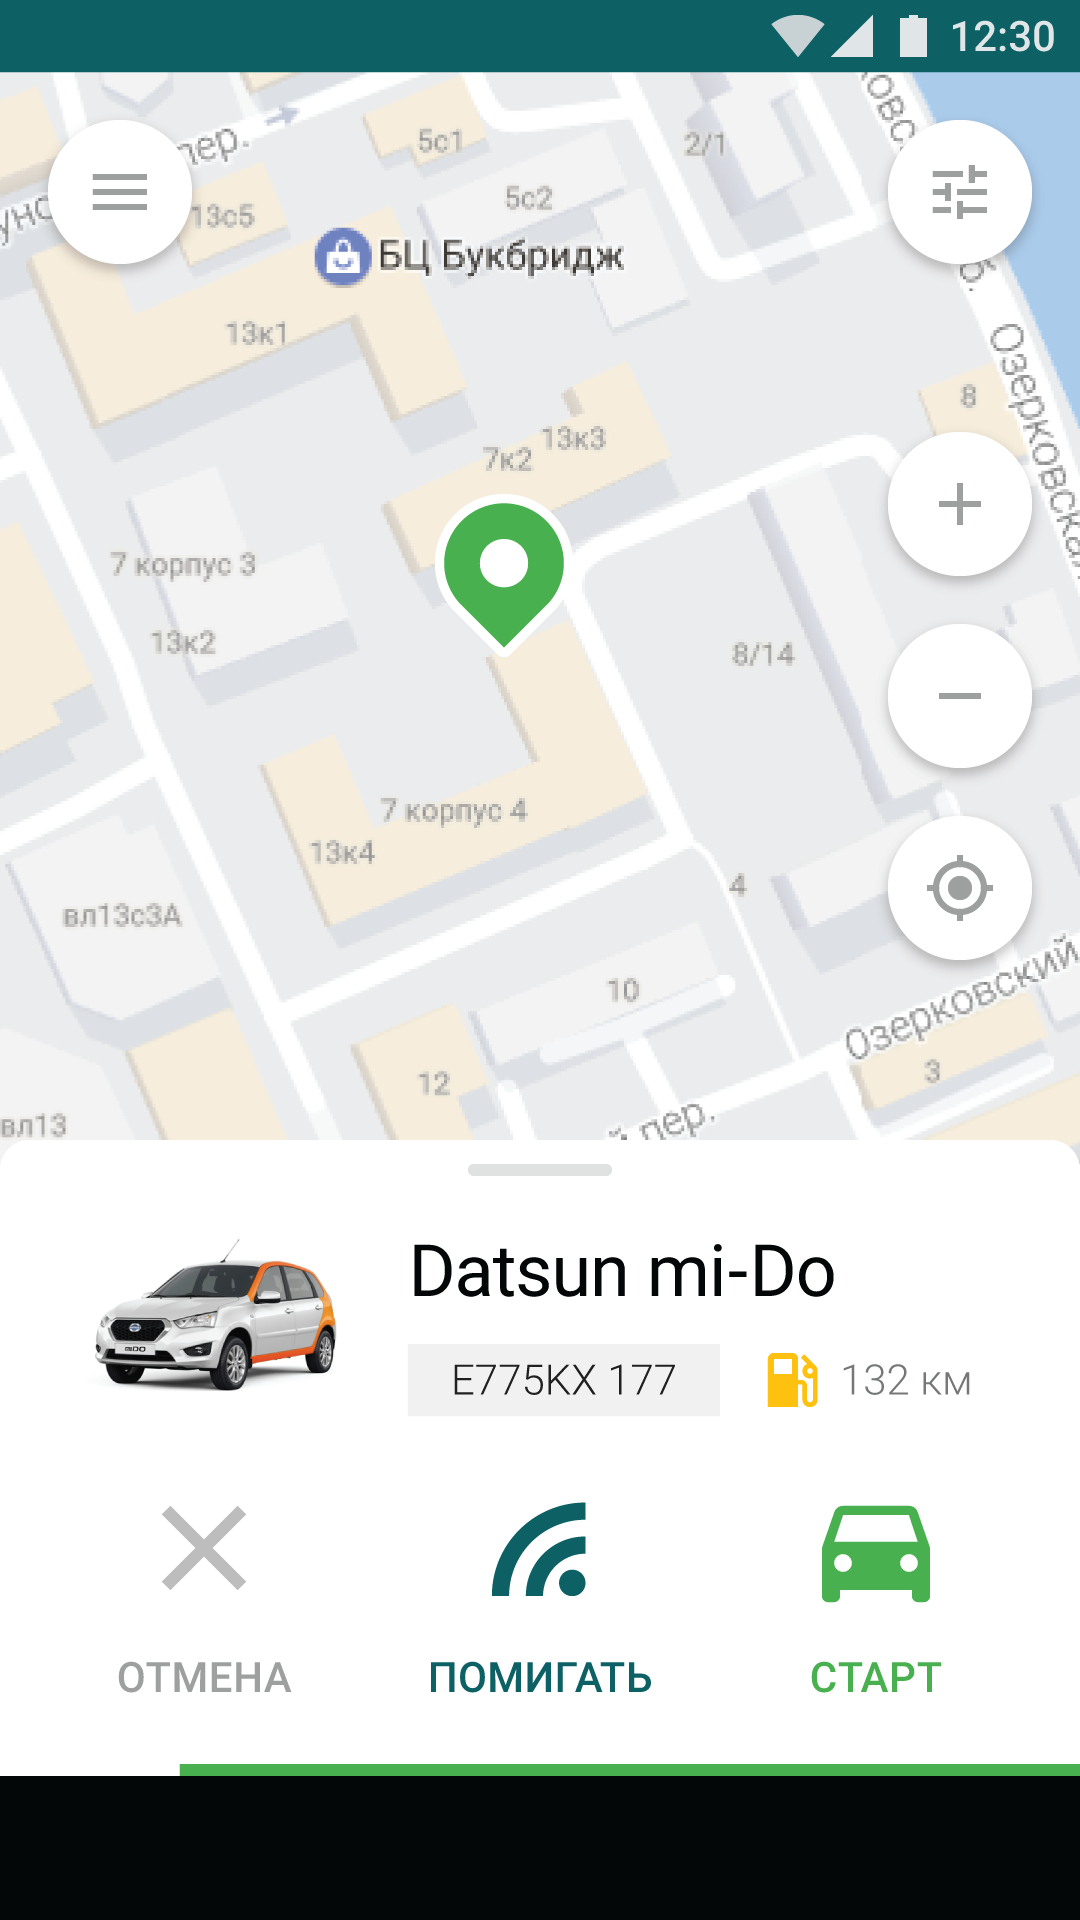 12:30
пер.
5с1
2/1
5с2
13с5
БЦ Букбридж
13к1
Озерковская
8
13к3
7к2
7 корпус 3
13к2
8/14
7 корпус 4
13к4
4
вл13с3А
Озерковский
10
3
12
вл13
пер.
Datsun mi-Do
E775KX 177
132 км
ОТМЕНА
ПОМИГАТЬ
СТАРТ